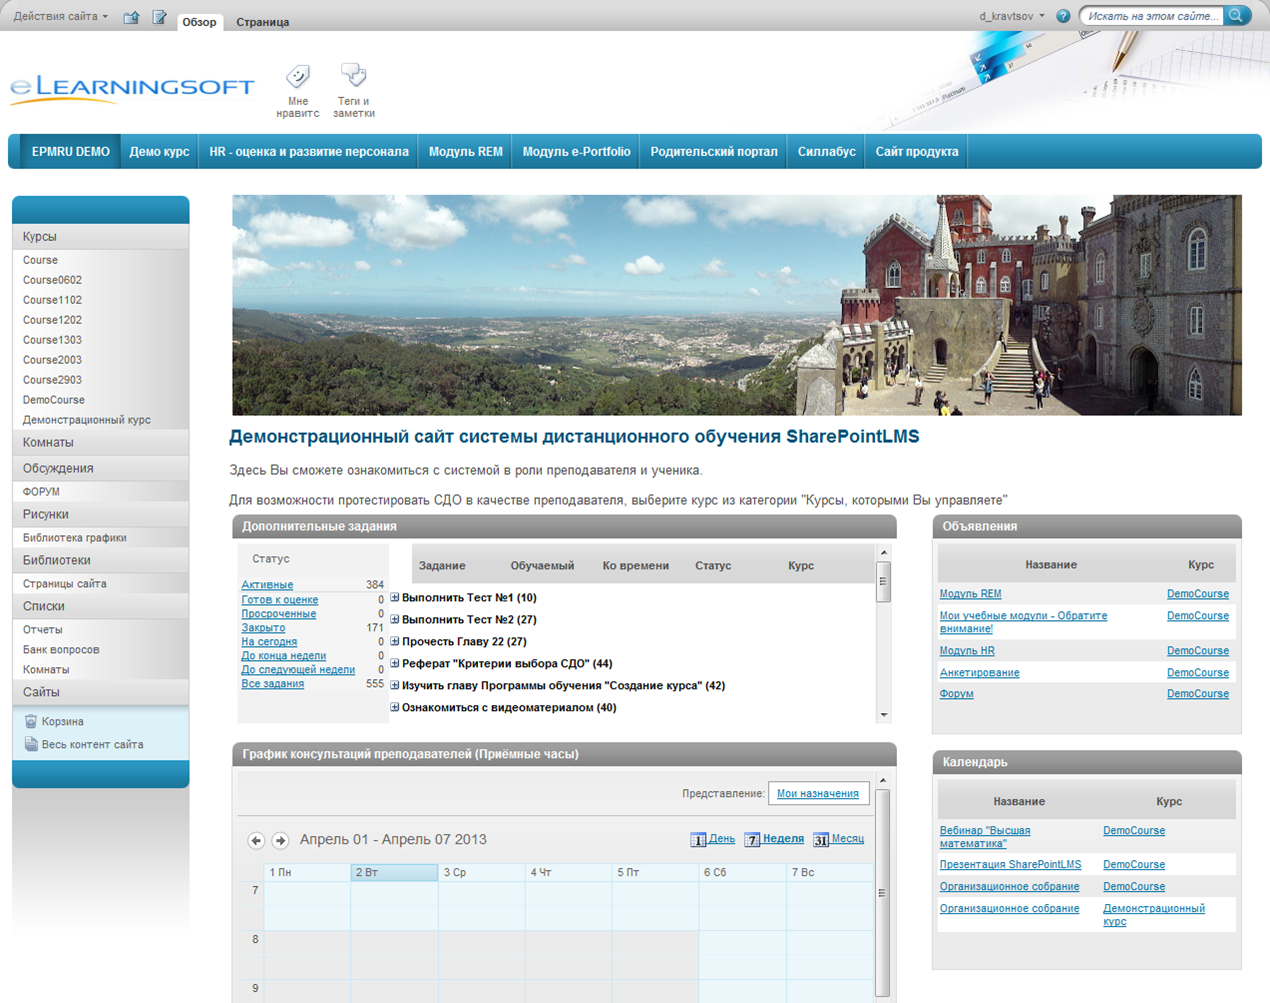 Действия сайта
Обзор
Страница
d_kravtsov
Искать на этом сайте...
eLearningsoft
Мне нравитс
Теги и заметки
EPMRU DEMO
Демо курс
HR - оценка и развитие персонала
Модуль REM
Модуль e-Portfolio
Родительский портал
Силлабус
Сайт продукта
Курсы
Course
Course0602
Course1102
Course1202
Course1303
Course2003
Course2903
DemoCourse
Демонстрационный курс
Комнаты
Обсуждения
ФОРУМ
Рисунки
Библиотека графики
Библиотеки
Страницы сайта
Списки
Отчеты
Банк вопросов
Комнаты
Сайты
Корзина
Весь контент сайта
Демонстрационный сайт системы дистанционного обучения SharePointLMS
Здесь Вы сможете ознакомиться с системой в роли преподавателя и ученика.
Для возможности протестировать СДО в качестве преподавателя, выберите курс из категории "Курсы, которыми Вы управляете"
Дополнительные задания
Статус
Активные 384
Готов к оценке 0
Просроченные 0
Закрыто 171
На сегодня 0
До конца недели 0
До следующей недели 0
Все задания 555
Задание Обучаемый Ко времени Статус Курс
Выполнить Тест №1 (10)
Выполнить Тест №2 (27)
Прочесть Главу 22 (27)
Реферат "Критерии выбора СДО" (44)
Изучить главу Программы обучения "Создание курса" (42)
Ознакомиться с видеоматериалом (40)
График консультаций преподавателей (Приёмные часы)
Представление: Мои назначения
Апрель 01 - Апрель 07 2013
1 День
7 Неделя
31 Месяц
1 Пн 2 Вт 3 Ср 4 Чт 5 Пт 6 Сб 7 Вс
7
8
9
Объявления
Название Курс
Модуль REM DemoCourse
Мои учебные модули - Обратите DemoCourse
внимание!
Модуль HR DemoCourse
Анкетирование DemoCourse
Форум DemoCourse
Календарь
Название Курс
Вебинар "Высшая DemoCourse
математика"
Презентация SharePointLMS DemoCourse
Организационное собрание DemoCourse
Организационное собрание Демонстрационный
курс